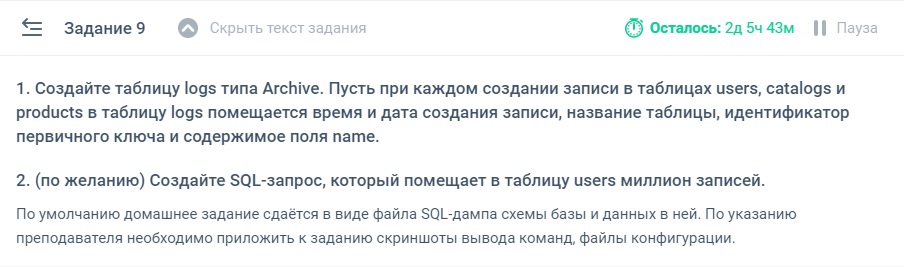 Задание 9 Скрыть текст задания Осталось: 2д 5ч 43м Пауза
1. Создайте таблицу logs типа Archive. Пусть при каждом создании записи в таблицах users, catalogs и
products в таблицу logs помещается время и дата создания записи, название таблицы, идентификатор
первичного ключа и содержимое поля name.
2. (по желанию) Создайте SQL-запрос, который помещает в таблицу users миллион записей.
По умолчанию домашнее задание сдаётся в виде файла SQL-дампа схемы базы и данных в ней. По указанию
преподавателя необходимо приложить к заданию скриншоты вывода команд, файлы конфигурации.